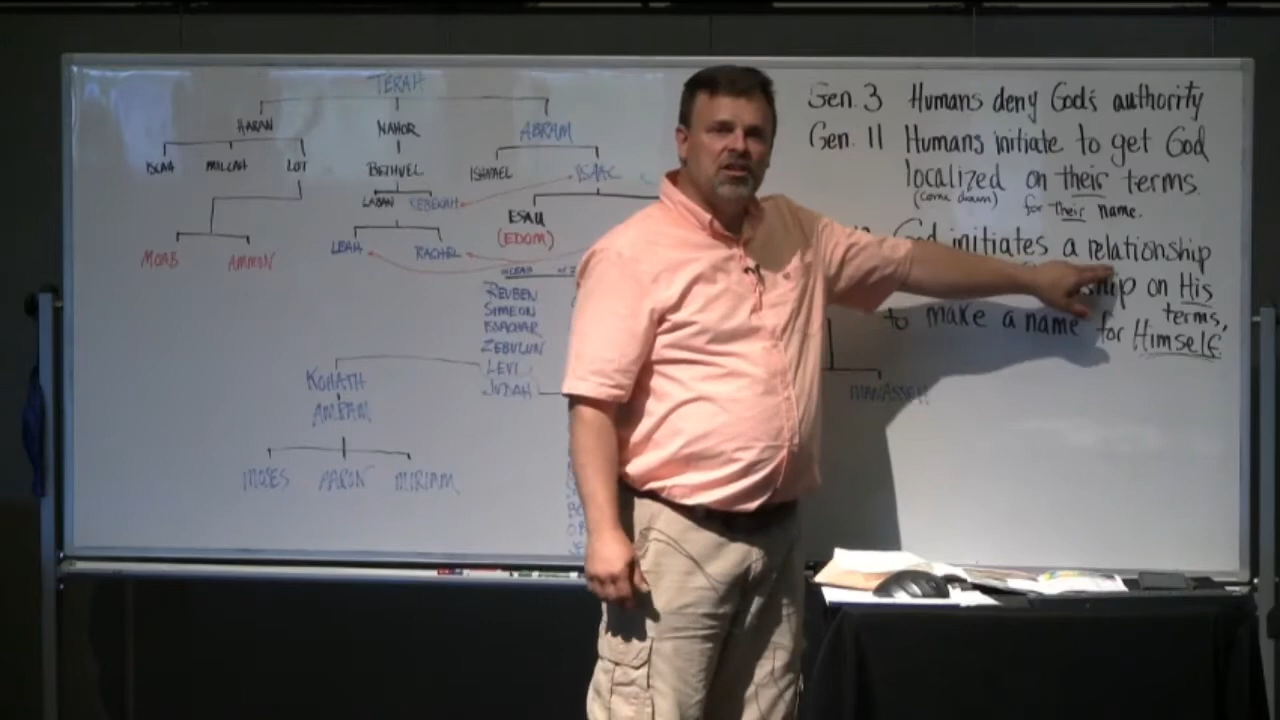 TERAH
HARAN NAHOR ABRAM
ISCAH MILCAH LOT BETHUEL ISHMAEL ISAAC
LABAN REBEKAH
ESAU
(EDOM)
MOAB AMMON LEAH RACHEL
REUBEN
SIMEON
ISSACHAR
ZEBULUN
LEVI
JUDAH
KOHATH
AMRAM
MOSES AARON MIRIAM
MANASSEH
Gen. 3 Humans deny God's authority
Gen. 11 Humans initiate to get God
localized on their terms.
(come down) for Their name.
God initiates a relationship
on His
terms,
to make a name for Himself.